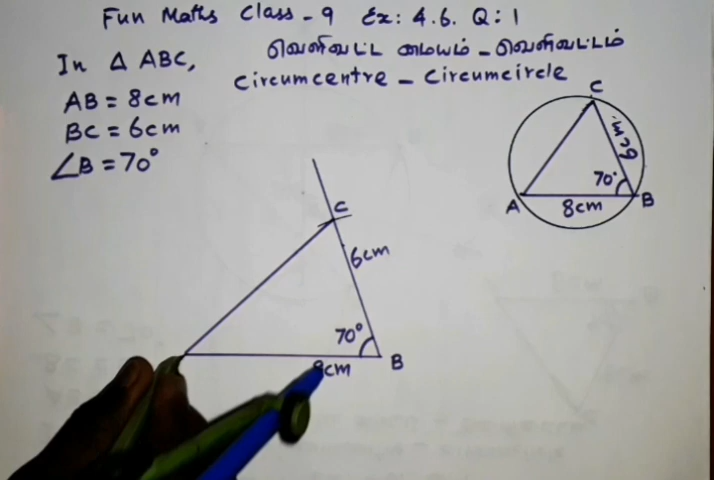 Fun Maths Class - 9 Ex: 4.6. Q: 1
In Δ ABC,
வெளிவட்ட மையம் - வெளிவட்டம்
Circumcentre - Circumcircle
AB = 8cm
BC = 6cm
∠B = 70°
C
6cm
70°
A
8cm
B
C
6cm
70°
8cm
B